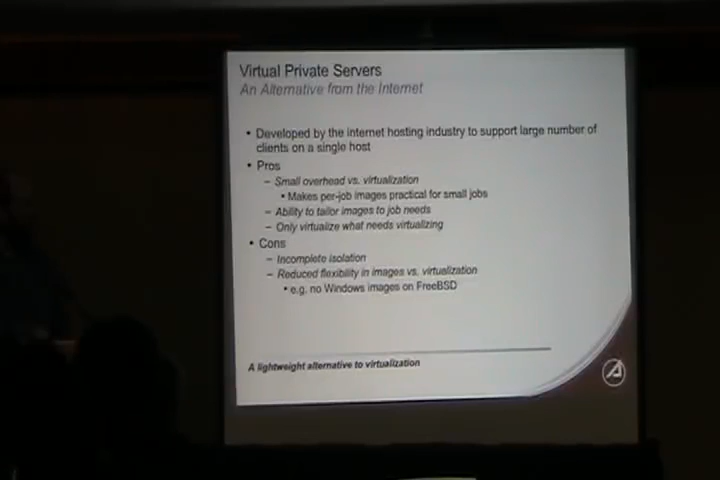 Virtual Private Servers
An Alternative from the Internet
• Developed by the internet hosting industry to support large number of
clients on a single host
• Pros
– Small overhead vs. virtualization
• Makes per-job images practical for small jobs
– Ability to tailor images to job needs
– Only virtualize what needs virtualizing
• Cons
– Incomplete isolation
– Reduced flexibility in images vs. virtualization
• e.g. no Windows images on FreeBSD
A lightweight alternative to virtualization